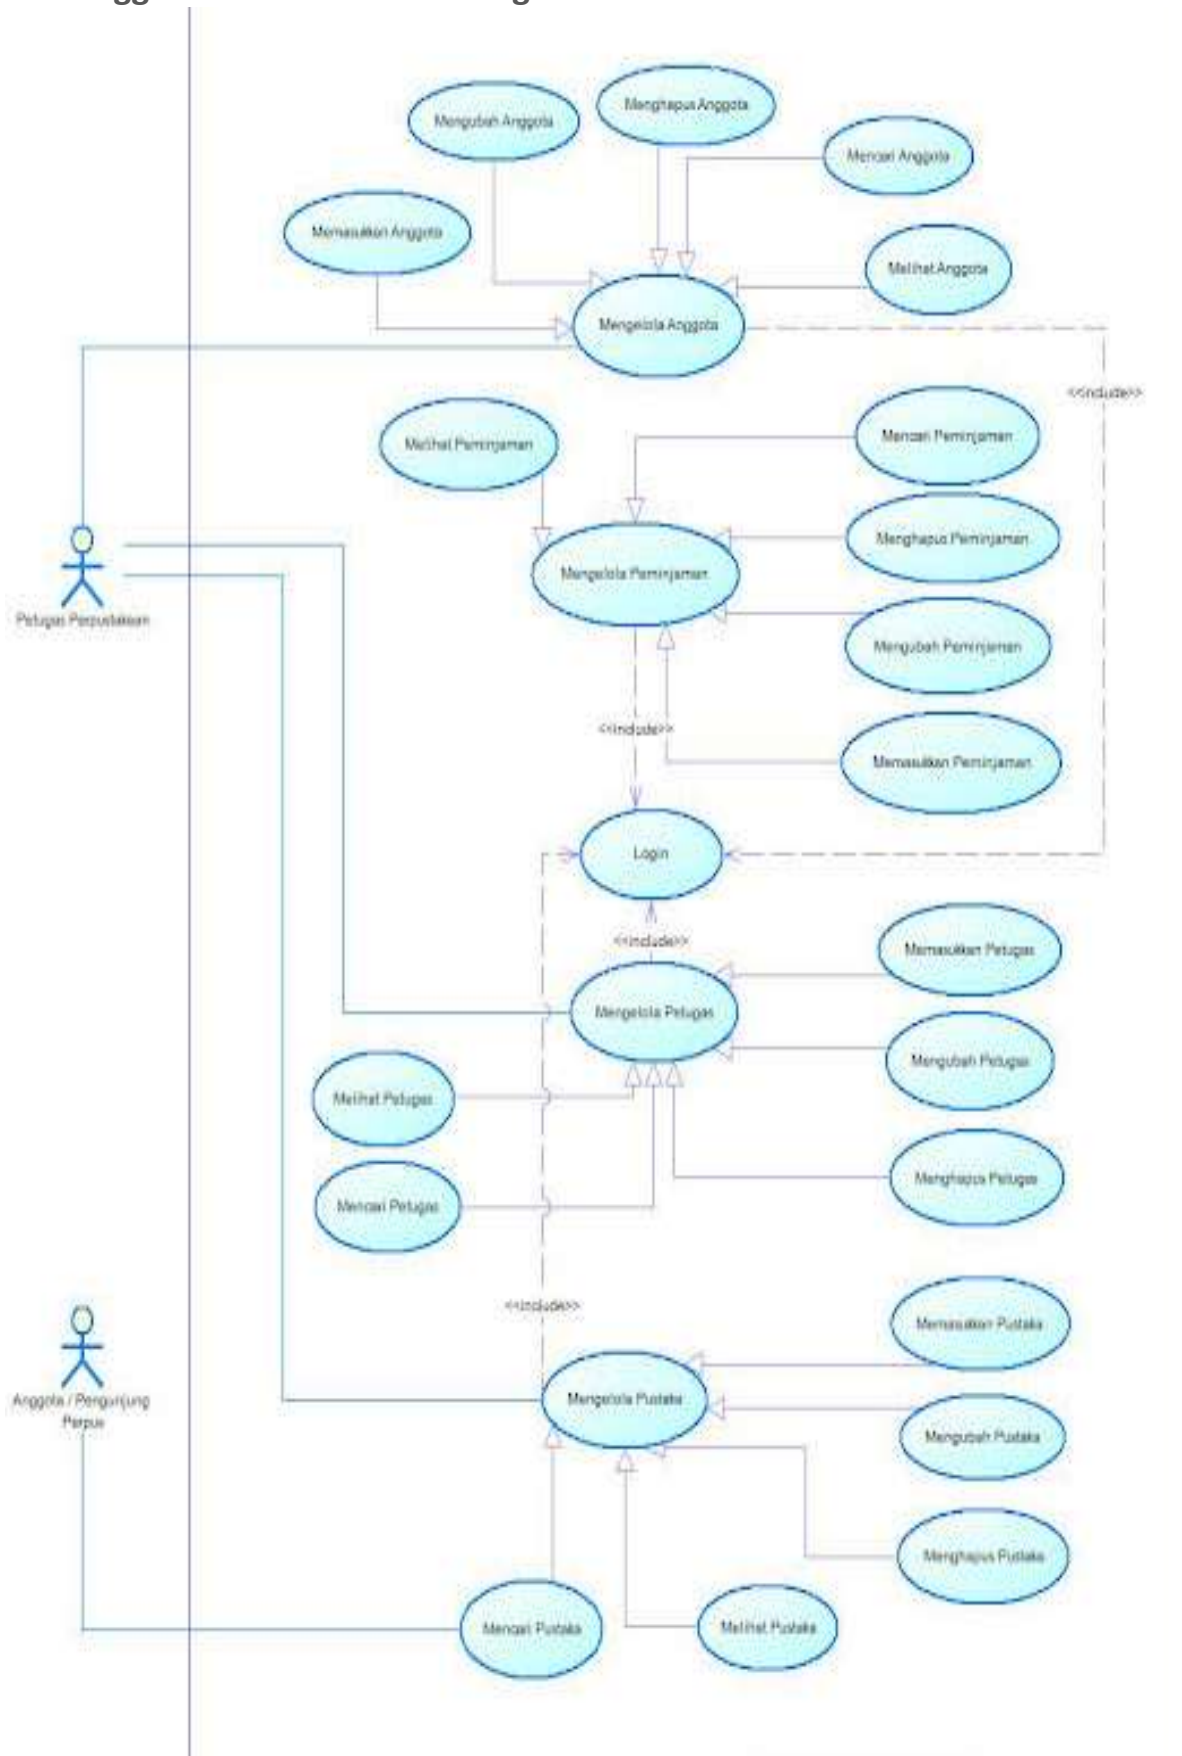 Menghapus Anggota
Mengubah Anggota
Mencari Anggota
Memasukkan Anggota
Melihat Anggota
Mengelola Anggota
<<include>>
Mencari Peminjaman
Melihat Peminjaman
Menghapus Peminjaman
Mengelola Peminjaman
Petugas Perpustakaan
Mengubah Peminjaman
<<include>>
Memasukkan Peminjaman
Login
<<include>>
Memasukkan Petugas
Mengelola Petugas
Mengubah Petugas
Melihat Petugas
Menghapus Petugas
Mencari Petugas
<<include>>
Memasukkan Pustaka
Anggota / Pengunjung
Perpus
Mengelola Pustaka
Mengubah Pustaka
Menghapus Pustaka
Mencari Pustaka
Melihat Pustaka